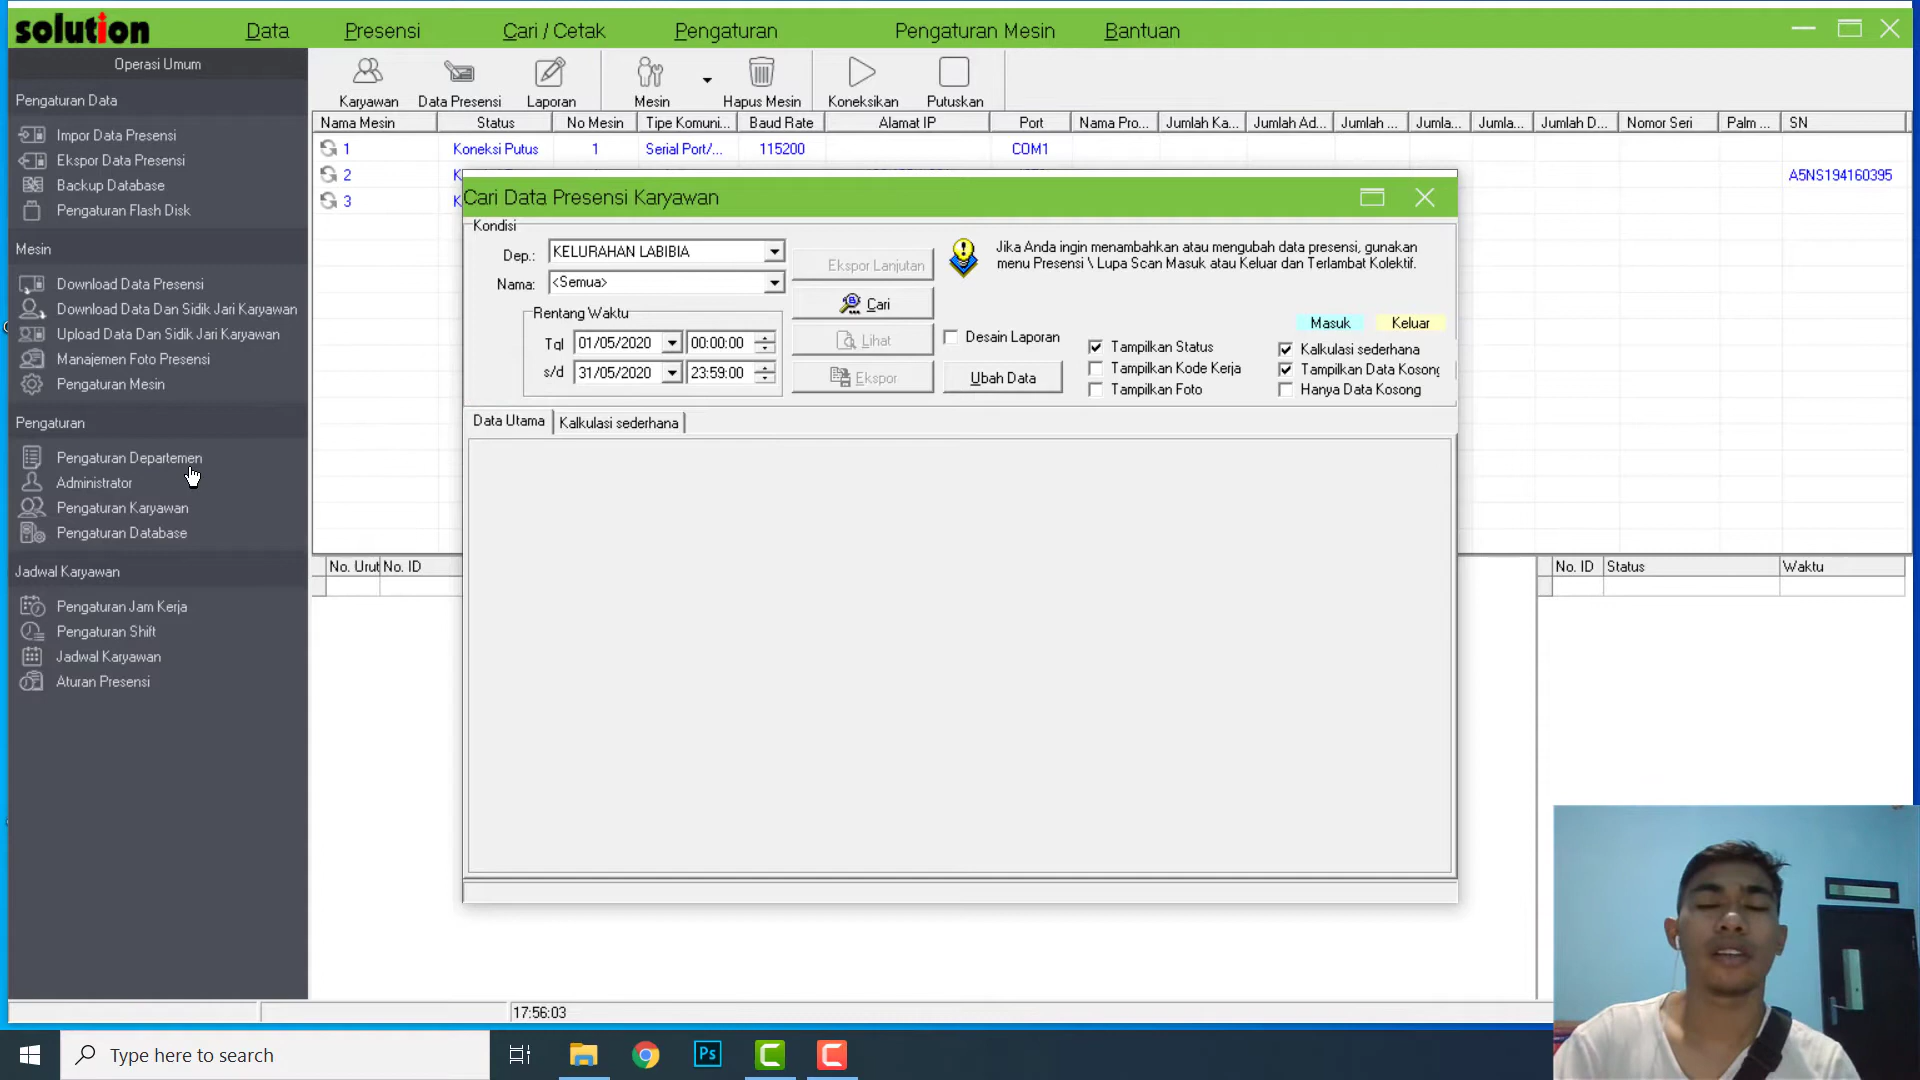 solution
Data Presensi Cari / Cetak Pengaturan Pengaturan Mesin Bantuan
Operasi Umum
Pengaturan Data
Impor Data Presensi
Ekspor Data Presensi
Backup Database
Pengaturan Flash Disk
Mesin
Download Data Presensi
Download Data Dan Sidik Jari Karyawan
Upload Data Dan Sidik Jari Karyawan
Manajemen Foto Presensi
Pengaturan Mesin
Pengaturan
Pengaturan Departemen
Administrator
Pengaturan Karyawan
Pengaturan Database
Jadwal Karyawan
Pengaturan Jam Kerja
Pengaturan Shift
Jadwal Karyawan
Aturan Presensi
Karyawan Data Presensi Laporan Mesin Hapus Mesin Koneksikan Putuskan
Nama Mesin Status No Mesin Tipe Komuni... Baud Rate Alamat IP Port Nama Pro... Jumlah Ka... Jumlah Ad... Jumlah ... Jumla... Jumla... Jumlah D... Nomor Seri Palm ... SN
1 Koneksi Putus 1 Serial Port/... 115200 COM1
2 K A5NS194160395
3 K
Cari Data Presensi Karyawan
Kondisi
Dep.: KELURAHAN LABIBIA
Nama: <Semua>
Rentang Waktu
Tgl 01/05/2020 00:00:00
s/d 31/05/2020 23:59:00
Ekspor Lanjutan
Cari
Lihat
Ekspor
Jika Anda ingin menambahkan atau mengubah data presensi, gunakan
menu Presensi \ Lupa Scan Masuk atau Keluar dan Terlambat Kolektif.
Masuk Keluar
Desain Laporan
Ubah Data
Tampilkan Status
Tampilkan Kode Kerja
Tampilkan Foto
Kalkulasi sederhana
Tampilkan Data Kosong
Hanya Data Kosong
Data Utama Kalkulasi sederhana
No. Urut No. ID
No. ID Status Waktu
17:56:03
Type here to search
Ps